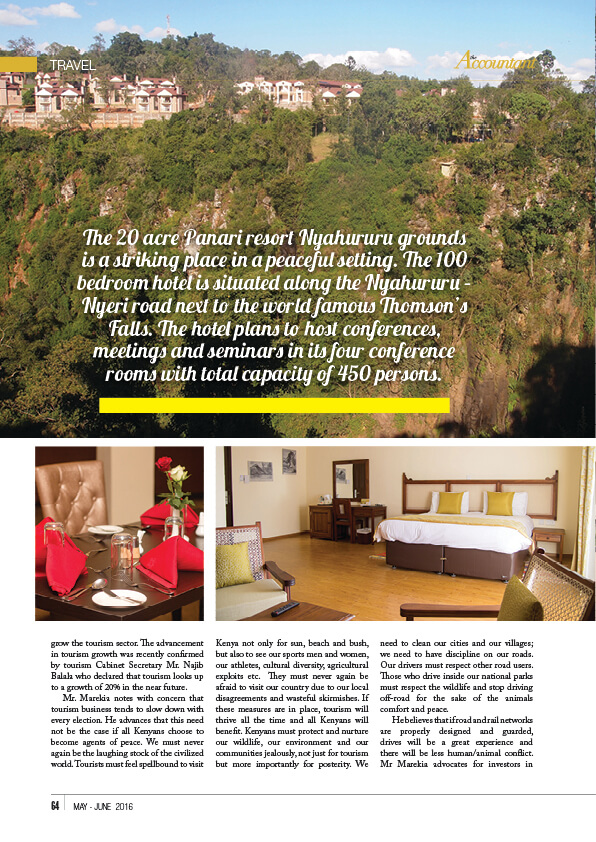 TRAVEL
the
Accountant
The 20 acre Panari resort Nyahururu grounds
is a striking place in a peaceful setting. The 100
bedroom hotel is situated along the Nyahururu -
Nyeri road next to the world famous Thomson's
Falls. The hotel plans to host conferences,
meetings and seminars in its four conference
rooms with total capacity of 450 persons.
grow the tourism sector. The advancement
in tourism growth was recently confirmed
by tourism Cabinet Secretary Mr. Najib
Balala who declared that tourism looks up
to a growth of 20% in the near future.
Mr. Marekia notes with concern that
tourism business tends to slow down with
every election. He advances that this need
not be the case if all Kenyans choose to
become agents of peace. We must never
again be the laughing stock of the civilized
world. Tourists must feel spellbound to visit
Kenya not only for sun, beach and bush,
but also to see our sports men and women,
our athletes, cultural diversity, agricultural
exploits etc. They must never again be
afraid to visit our country due to our local
disagreements and wasteful skirmishes. If
these measures are in place, tourism will
thrive all the time and all Kenyans will
benefit. Kenyans must protect and nurture
our wildlife, our environment and our
communities jealously, not just for tourism
but more importantly for posterity. We
need to clean our cities and our villages;
we need to have discipline on our roads.
Our drivers must respect other road users.
Those who drive inside our national parks
must respect the wildlife and stop driving
off-road for the sake of the animals
comfort and peace.
He believes that if road and rail networks
are properly designed and guarded,
drives will be a great experience and
there will be less human/animal conflict.
Mr Marekia advocates for investors in
64 MAY - JUNE 2016